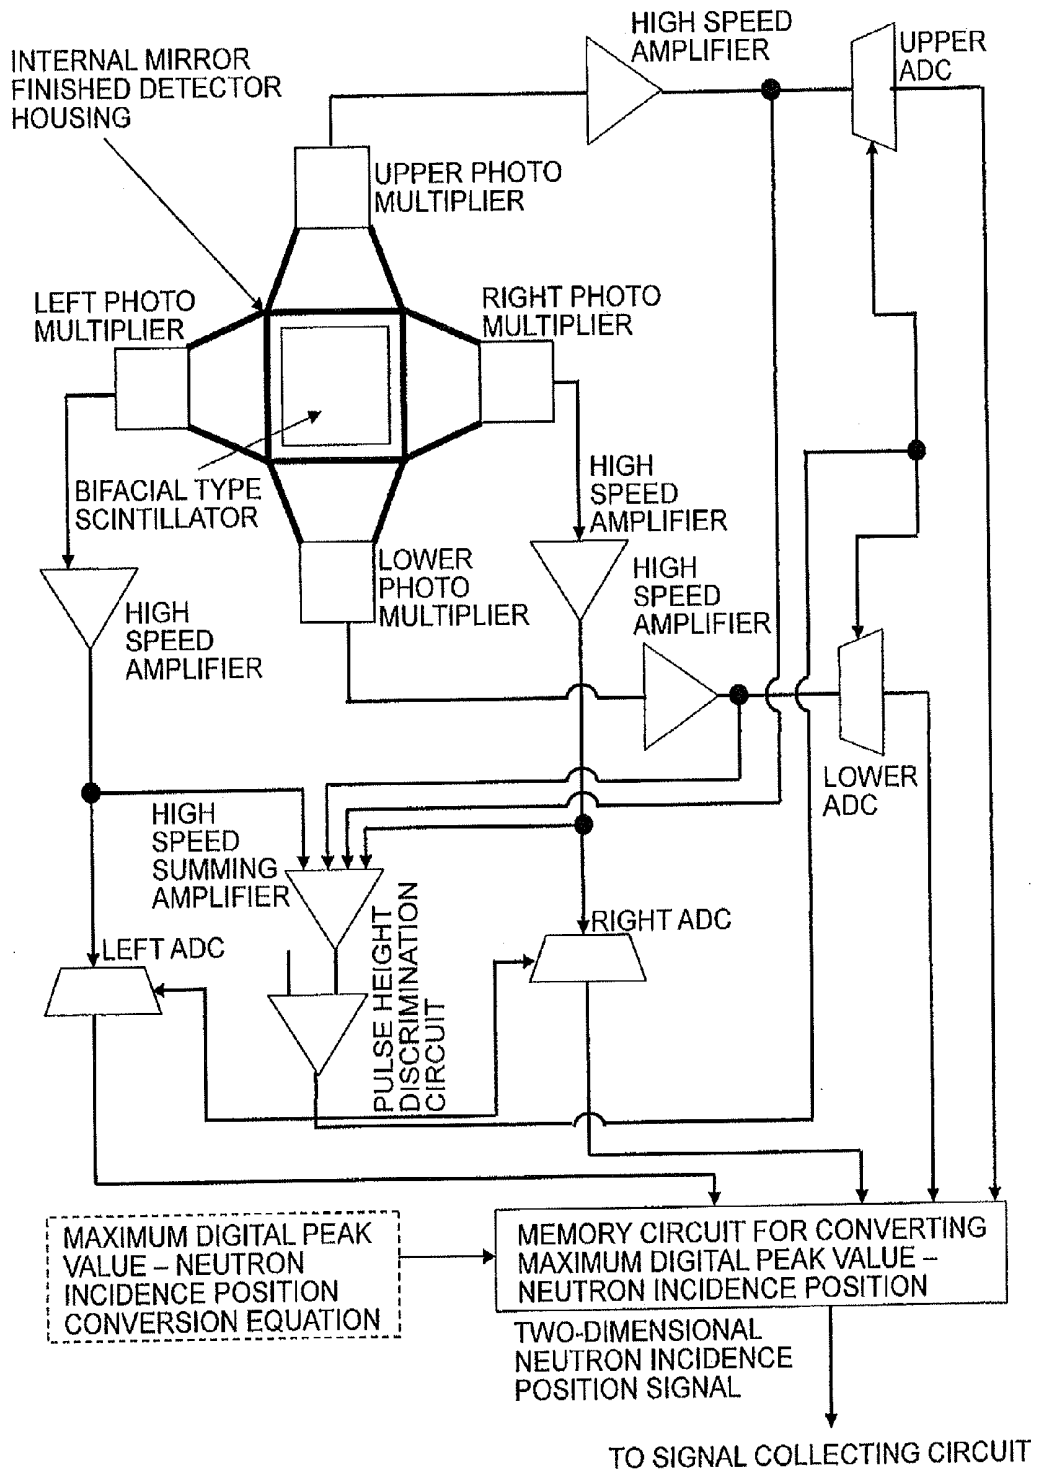 HIGH SPEED
AMPLIFIER
UPPER
ADC
INTERNAL MIRROR
FINISHED DETECTOR
HOUSING
UPPER PHOTO
MULTIPLIER
LEFT PHOTO
MULTIPLIER
RIGHT PHOTO
MULTIPLIER
BIFACIAL TYPE
SCINTILLATOR
HIGH
SPEED
AMPLIFIER
LOWER
PHOTO
MULTIPLIER
HIGH
SPEED
AMPLIFIER
HIGH
SPEED
AMPLIFIER
LOWER
ADC
HIGH
SPEED
SUMMING
AMPLIFIER
PULSE HEIGHT
DISCRIMINATION
CIRCUIT
RIGHT ADC
LEFT ADC
MAXIMUM DIGITAL PEAK
VALUE – NEUTRON
INCIDENCE POSITION
CONVERSION EQUATION
MEMORY CIRCUIT FOR CONVERTING
MAXIMUM DIGITAL PEAK VALUE –
NEUTRON INCIDENCE POSITION
TWO-DIMENSIONAL
NEUTRON INCIDENCE
POSITION SIGNAL
TO SIGNAL COLLECTING CIRCUIT